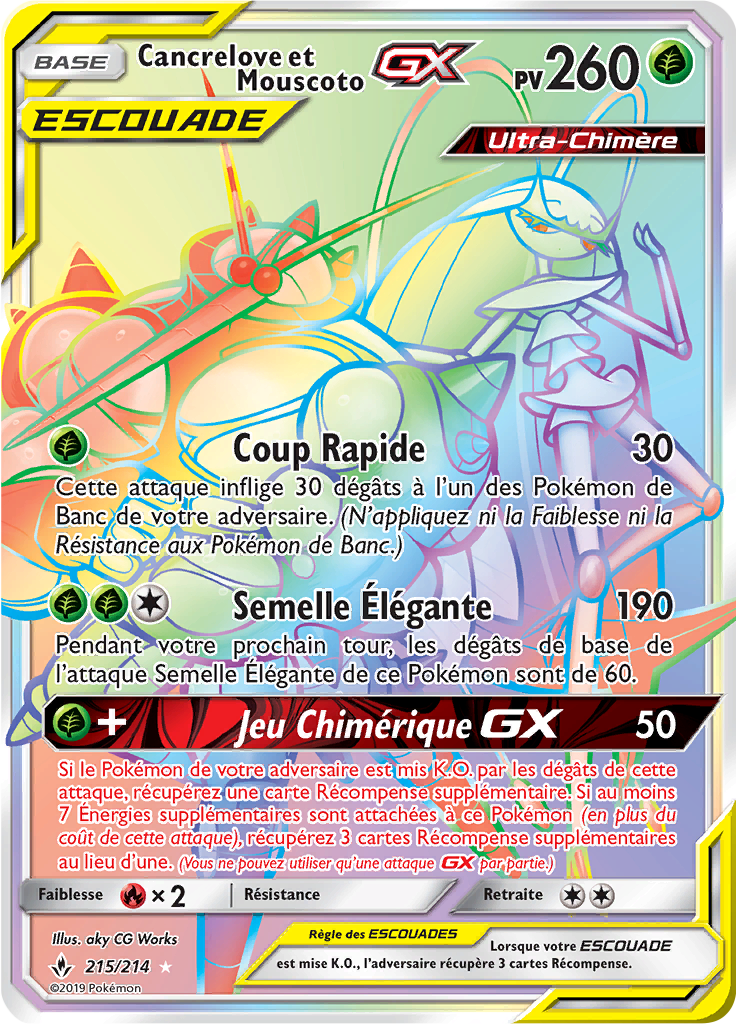 BASE
Cancrelove et
Mouscoto GX
PV260
ESCOUADE
Ultra-Chimère
Coup Rapide 30
Cette attaque inflige 30 dégâts à l'un des Pokémon de
Banc de votre adversaire. (N'appliquez ni la Faiblesse ni la
Résistance aux Pokémon de Banc.)
Semelle Élégante 190
Pendant votre prochain tour, les dégâts de base de
l'attaque Semelle Élégante de ce Pokémon sont de 60.
+ Jeu Chimérique GX 50
Si le Pokémon de votre adversaire est mis K.O. par les dégâts de cette
attaque, récupérez une carte Récompense supplémentaire. Si au moins
7 Énergies supplémentaires sont attachées à ce Pokémon (en plus du
coût de cette attaque), récupérez 3 cartes Récompense supplémentaires
au lieu d'une. (Vous ne pouvez utiliser qu'une attaque GX par partie.)
Faiblesse ×2 Résistance Retraite
Illus. aky CG Works
Règle des ESCOUADES
Lorsque votre ESCOUADE
est mise K.O., l'adversaire récupère 3 cartes Récompense.
215/214
©2019 Pokémon